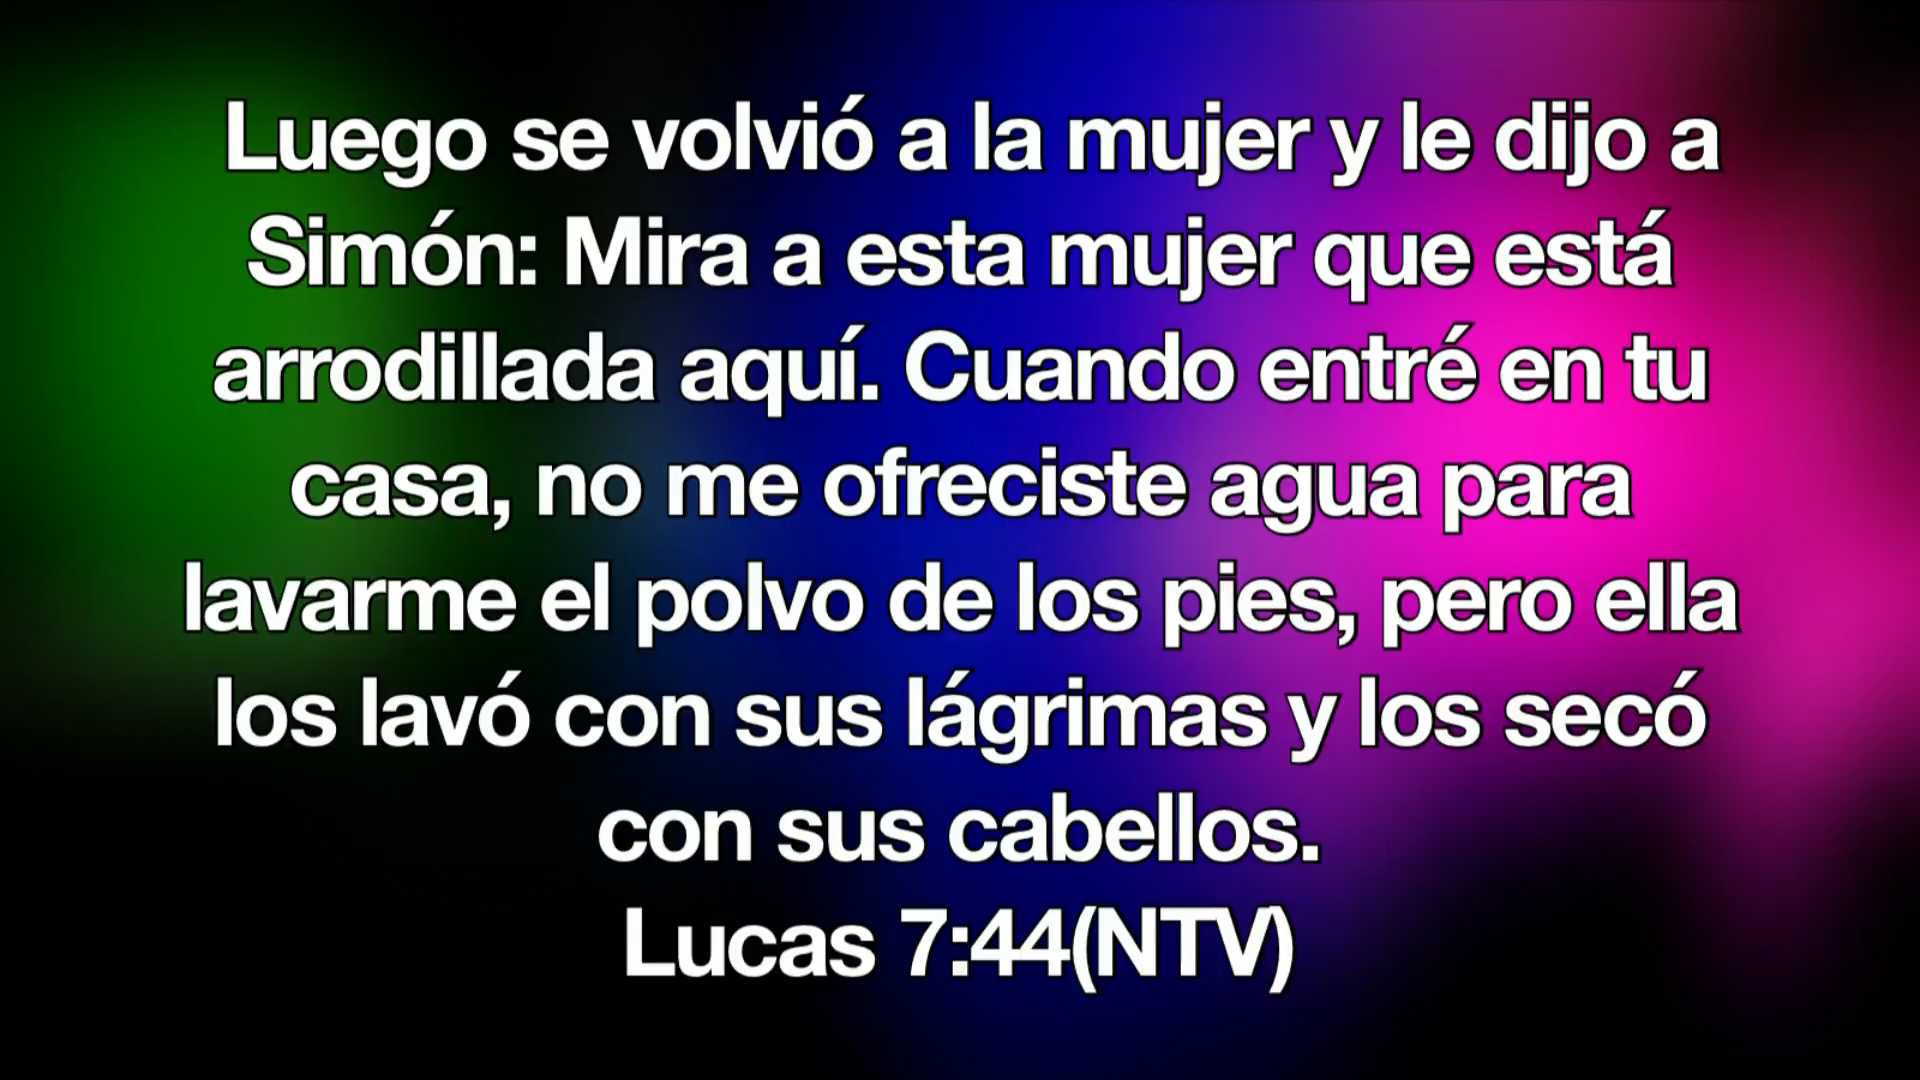 Luego se volvió a la mujer y le dijo a
Simón: Mira a esta mujer que está
arrodillada aquí. Cuando entré en tu
casa, no me ofreciste agua para
lavarme el polvo de los pies, pero ella
los lavó con sus lágrimas y los secó
con sus cabellos.
Lucas 7:44(NTV)